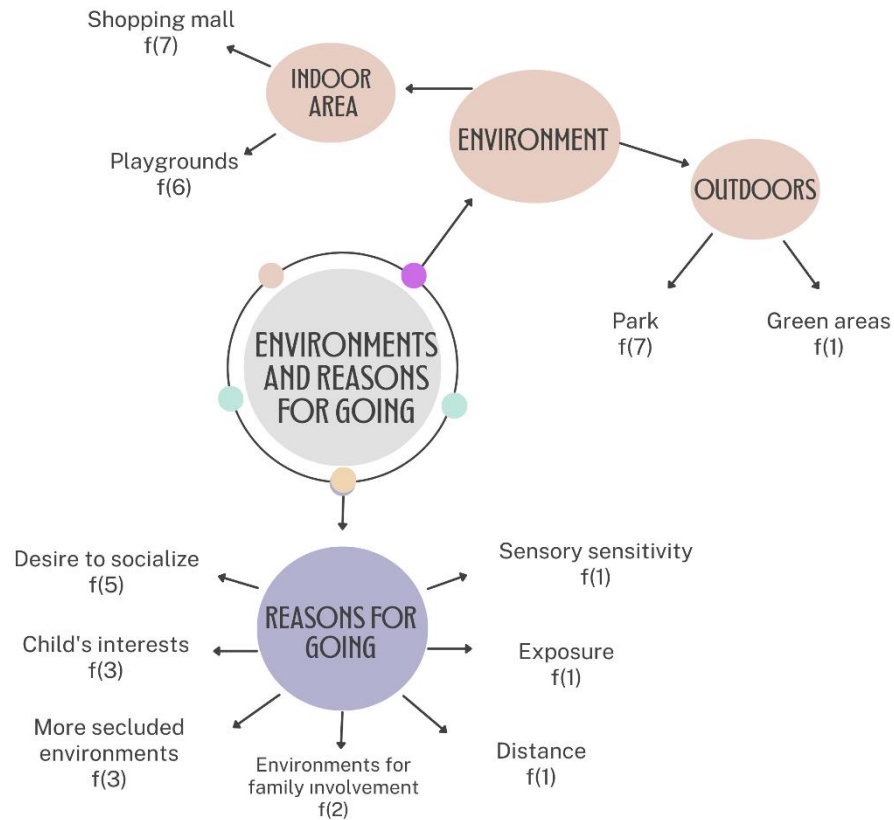 Shopping mall
f(7)
INDOOR
AREA
Playgrounds
f(6)
ENVIRONMENT
OUTDOORS
Park
f(7)
Green areas
f(1)
ENVIRONMENTS
AND REASONS
FOR GOING
REASONS FOR
GOING
Desire to socialize
f(5)
Child's interests
f(3)
More secluded
environments
f(3)
Environments for
family involvement
f(2)
Sensory sensitivity
f(1)
Exposure
f(1)
Distance
f(1)